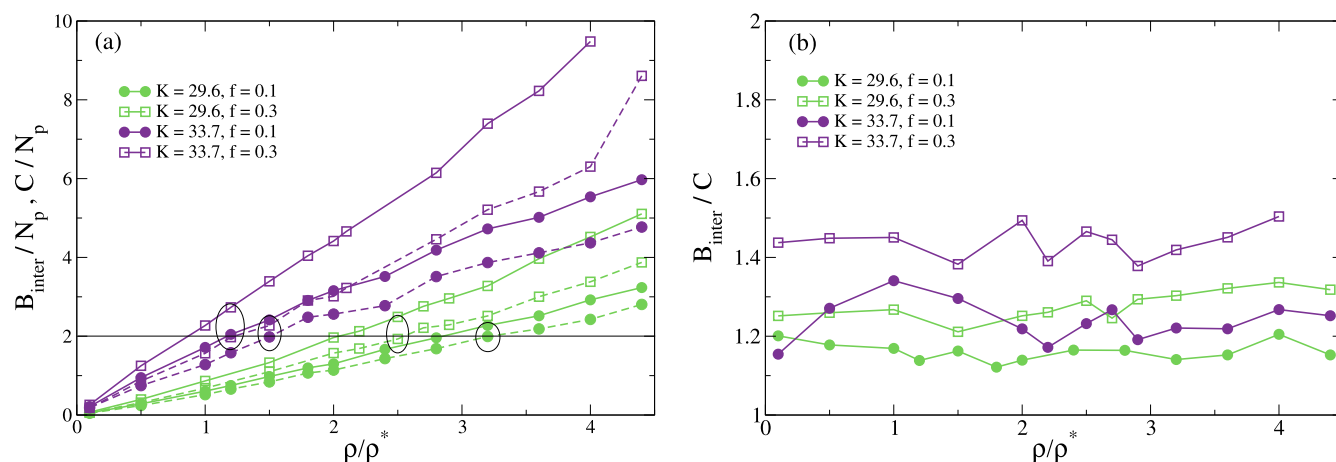 (a)
K = 29.6, f = 0.1
K = 29.6, f = 0.3
K = 33.7, f = 0.1
K = 33.7, f = 0.3
B_inter / N_p , C / N_p
10
8
6
4
2
0
0 1 2 3 4
ρ/ρ*
(b)
K = 29.6, f = 0.1
K = 29.6, f = 0.3
K = 33.7, f = 0.1
K = 33.7, f = 0.3
B_inter / C
2
1.8
1.6
1.4
1.2
1
0 1 2 3 4
ρ/ρ*